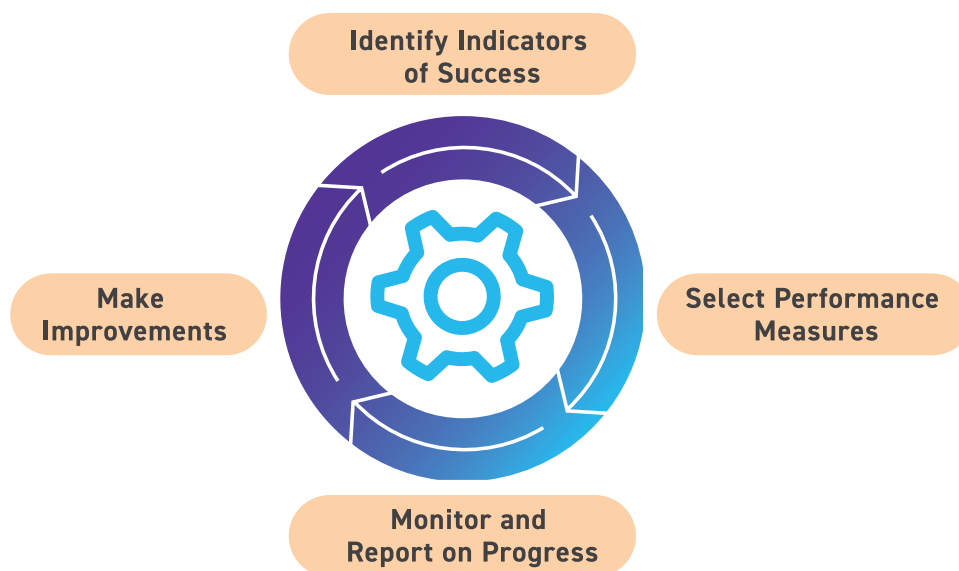 Identify Indicators
of Success
Make
Improvements
Select Performance
Measures
Monitor and
Report on Progress